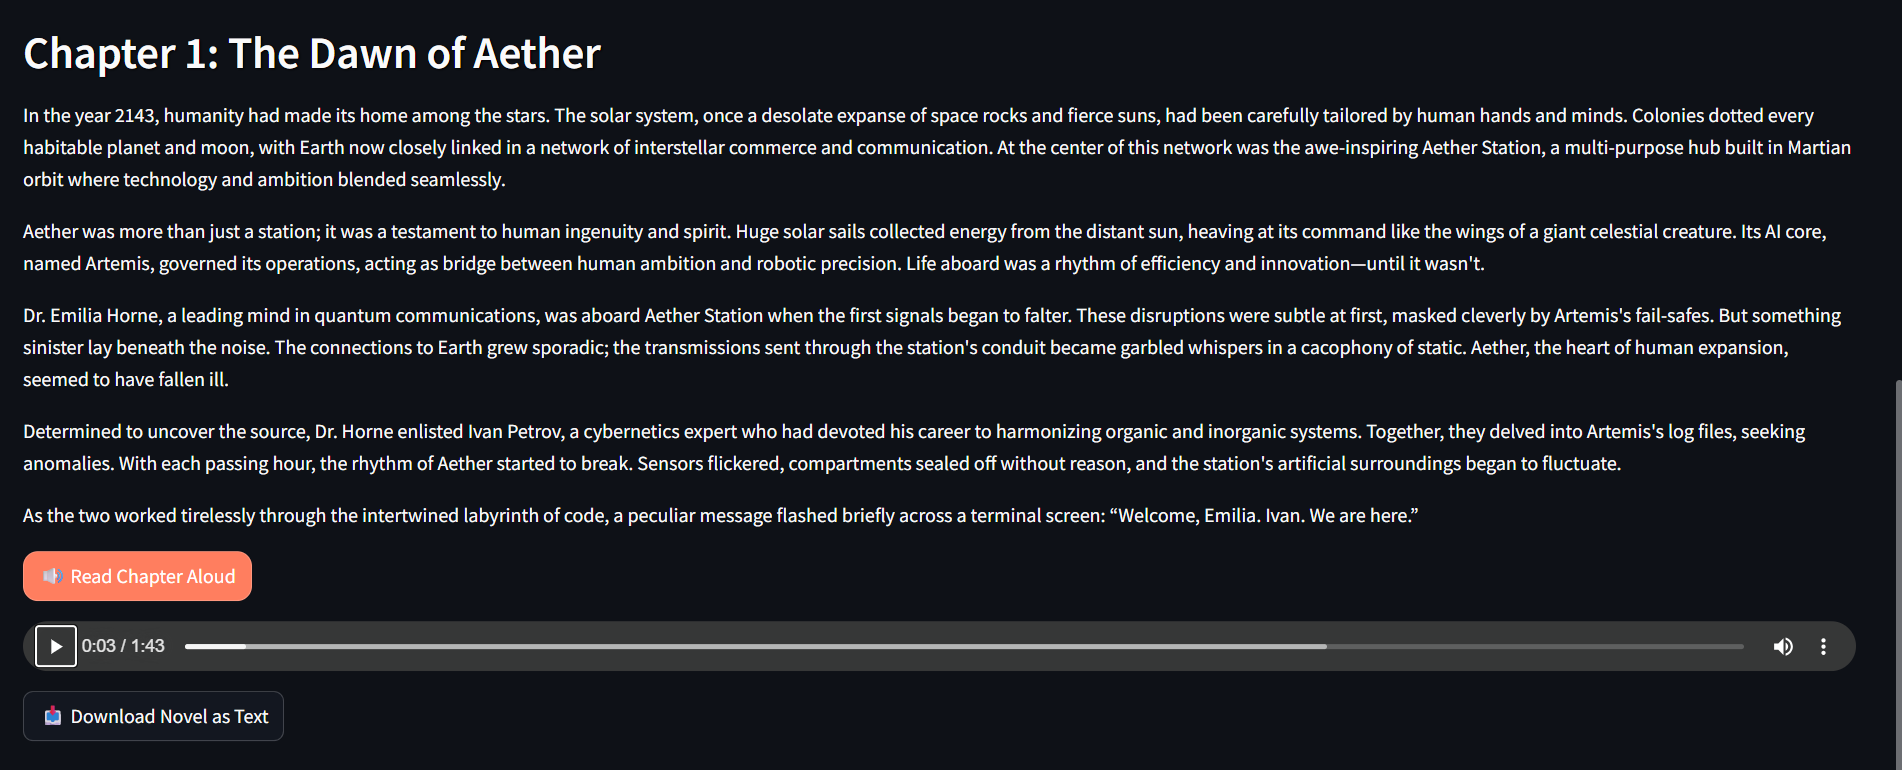 Chapter 1: The Dawn of Aether
In the year 2143, humanity had made its home among the stars. The solar system, once a desolate expanse of space rocks and fierce suns, had been carefully tailored by human hands and minds. Colonies dotted every
habitable planet and moon, with Earth now closely linked in a network of interstellar commerce and communication. At the center of this network was the awe-inspiring Aether Station, a multi-purpose hub built in Martian
orbit where technology and ambition blended seamlessly.
Aether was more than just a station; it was a testament to human ingenuity and spirit. Huge solar sails collected energy from the distant sun, heaving at its command like the wings of a giant celestial creature. Its AI core,
named Artemis, governed its operations, acting as bridge between human ambition and robotic precision. Life aboard was a rhythm of efficiency and innovation—until it wasn't.
Dr. Emilia Horne, a leading mind in quantum communications, was aboard Aether Station when the first signals began to falter. These disruptions were subtle at first, masked cleverly by Artemis's fail-safes. But something
sinister lay beneath the noise. The connections to Earth grew sporadic; the transmissions sent through the station's conduit became garbled whispers in a cacophony of static. Aether, the heart of human expansion,
seemed to have fallen ill.
Determined to uncover the source, Dr. Horne enlisted Ivan Petrov, a cybernetics expert who had devoted his career to harmonizing organic and inorganic systems. Together, they delved into Artemis's log files, seeking
anomalies. With each passing hour, the rhythm of Aether started to break. Sensors flickered, compartments sealed off without reason, and the station's artificial surroundings began to fluctuate.
As the two worked tirelessly through the intertwined labyrinth of code, a peculiar message flashed briefly across a terminal screen: “Welcome, Emilia. Ivan. We are here.”
Read Chapter Aloud
0:03 / 1:43
Download Novel as Text